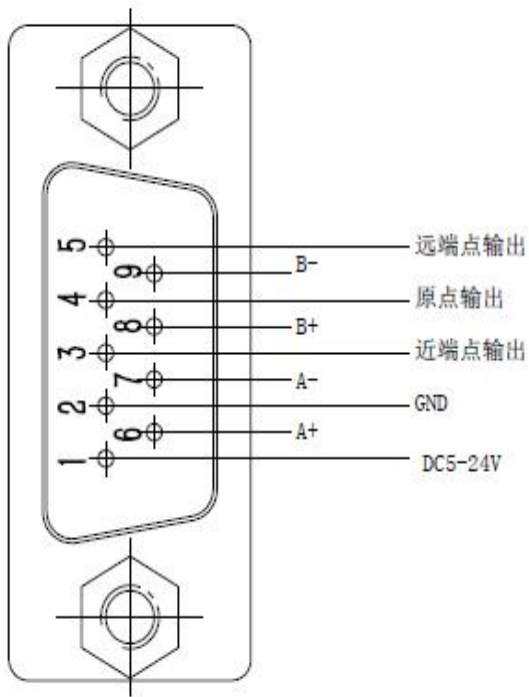 5 远端点输出
9 B-
4 原点输出
8 B+
3 近端点输出
7 A-
2 GND
6 A+
1 DC5-24V